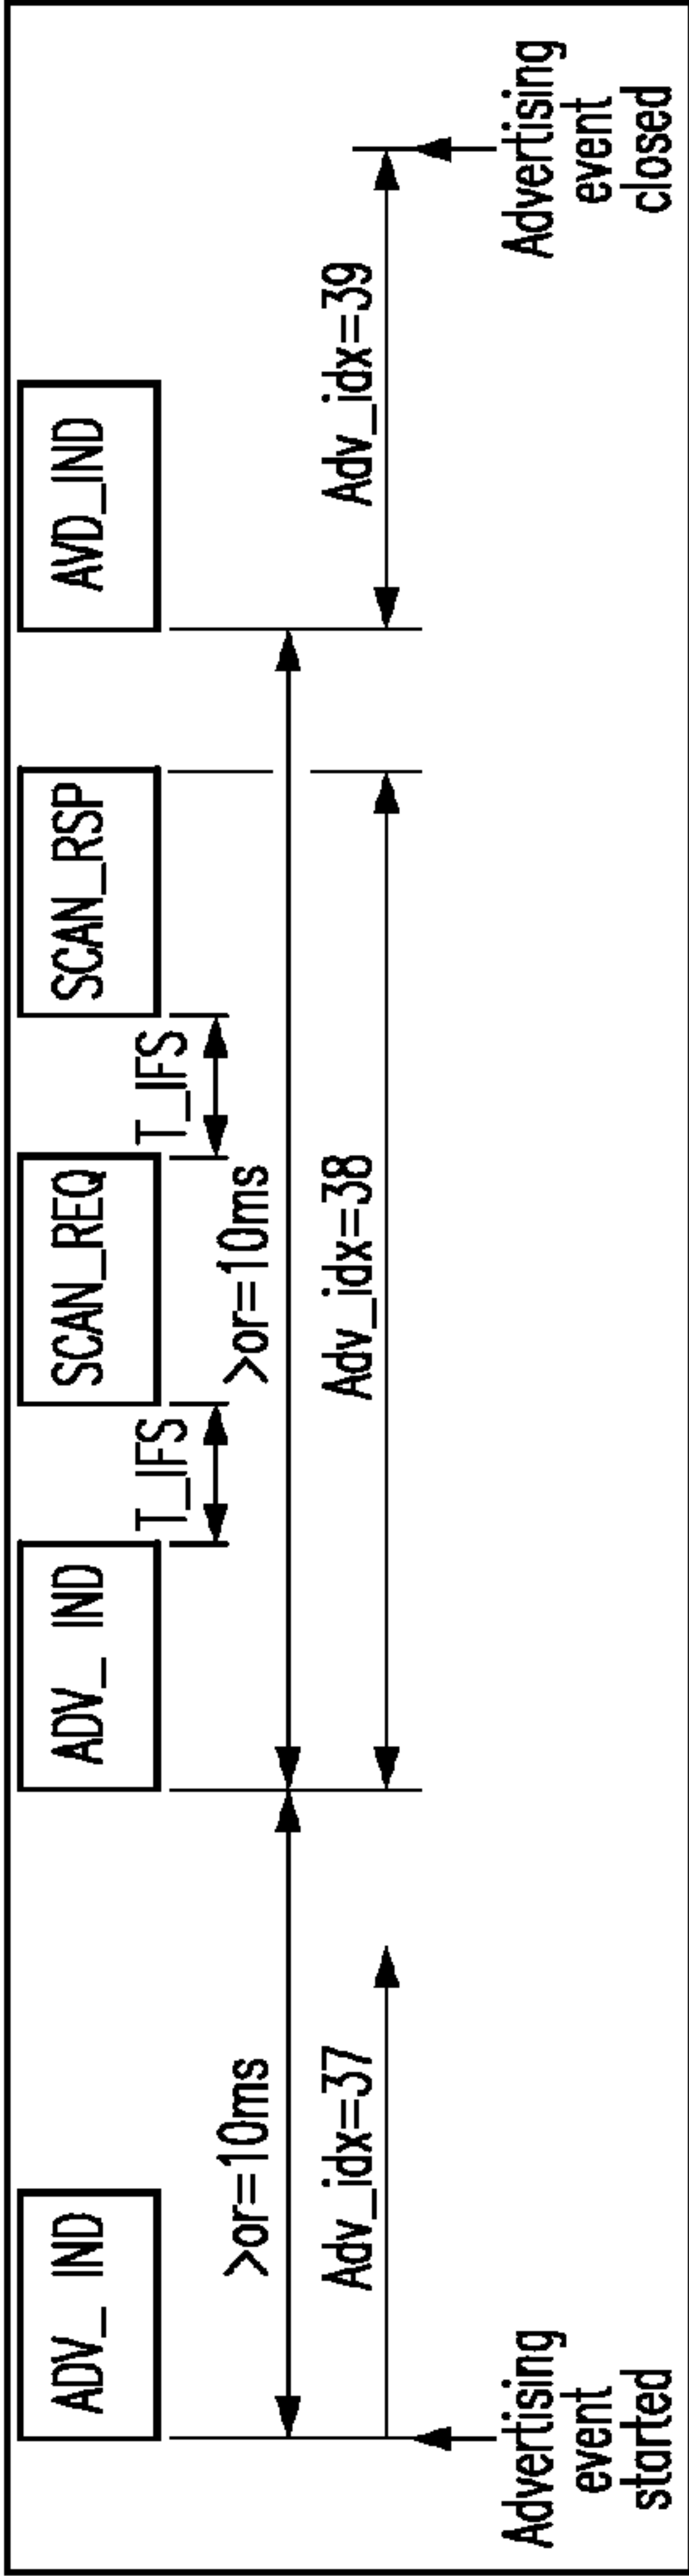 ADV_ IND
ADV_ IND
SCAN_REQ
SCAN_RSP
AVD_IND
T_IFS
T_IFS
>or=10ms
>or=10ms
Adv_idx=37
Adv_idx=38
Adv_idx=39
Advertising
event
started
Advertising
event
closed